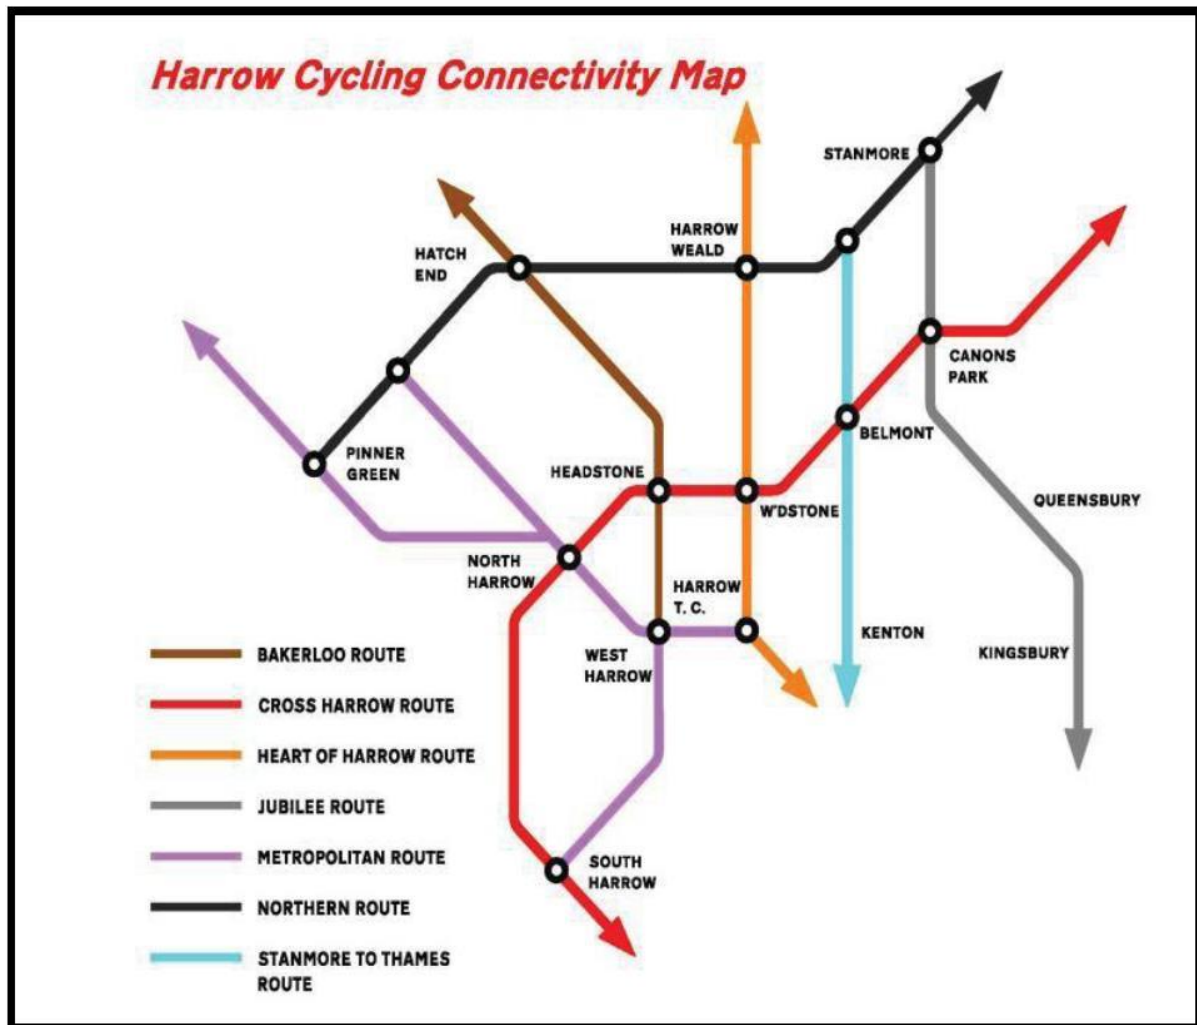 Harrow Cycling Connectivity Map
STANMORE
HARROW
WEALD
HATCH
END
CANONS
PARK
PINNER
GREEN
BELMONT
HEADSTONE
W'DSTONE
QUEENSBURY
NORTH
HARROW
HARROW
T. C.
KENTON
WEST
HARROW
KINGSBURY
SOUTH
HARROW
BAKERLOO ROUTE
CROSS HARROW ROUTE
HEART OF HARROW ROUTE
JUBILEE ROUTE
METROPOLITAN ROUTE
NORTHERN ROUTE
STANMORE TO THAMES
ROUTE